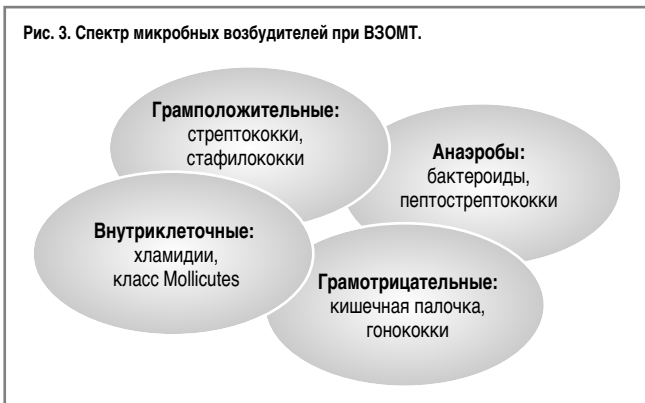 Рис. 3. Спектр микробных возбудителей при ВЗОМТ.
Грамположительные:
стрептококки,
стафилококки
Анаэробы:
бактероиды,
пептострептококки
Внутриклеточные:
хламидии,
класс Mollicutes
Грамотрицательные:
кишечная палочка,
гонококки